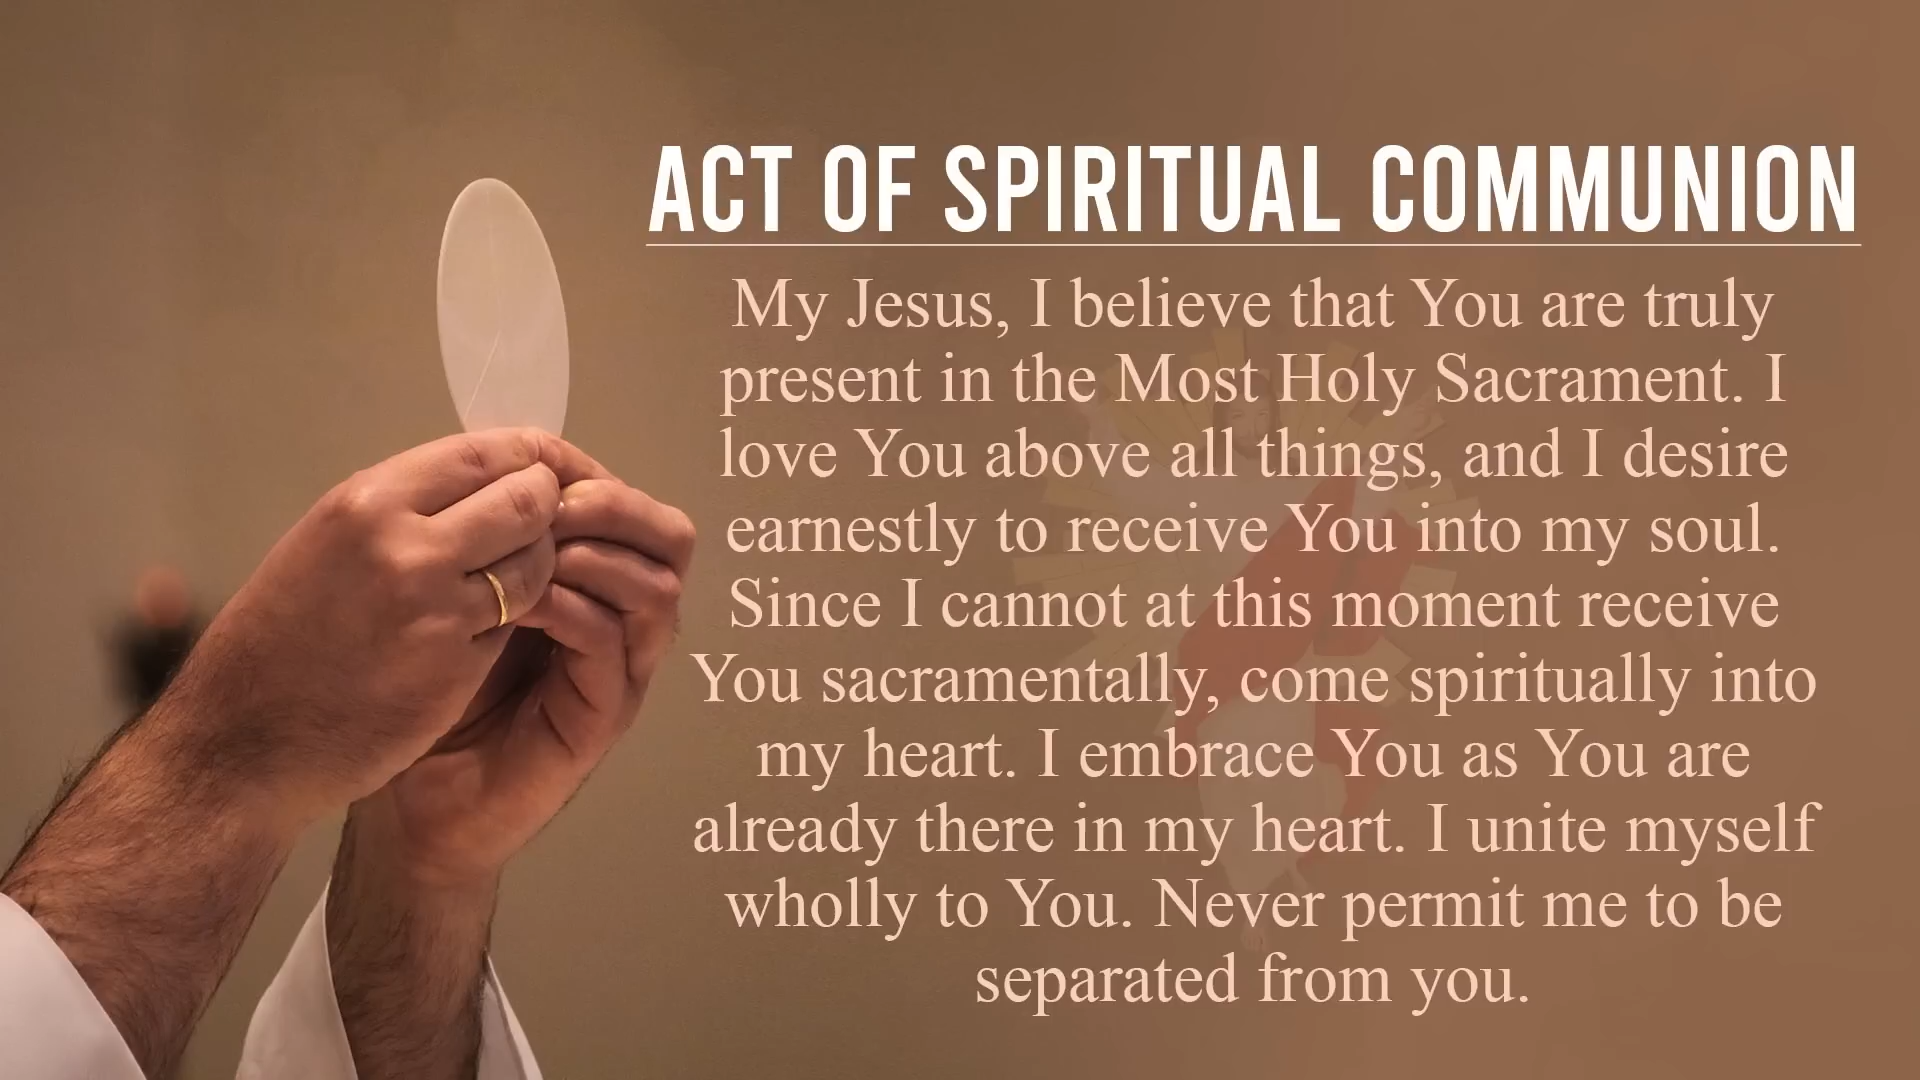 ACT OF SPIRITUAL COMMUNION
My Jesus, I believe that You are truly
present in the Most Holy Sacrament. I
love You above all things, and I desire
earnestly to receive You into my soul.
Since I cannot at this moment receive
You sacramentally, come spiritually into
my heart. I embrace You as You are
already there in my heart. I unite myself
wholly to You. Never permit me to be
separated from you.